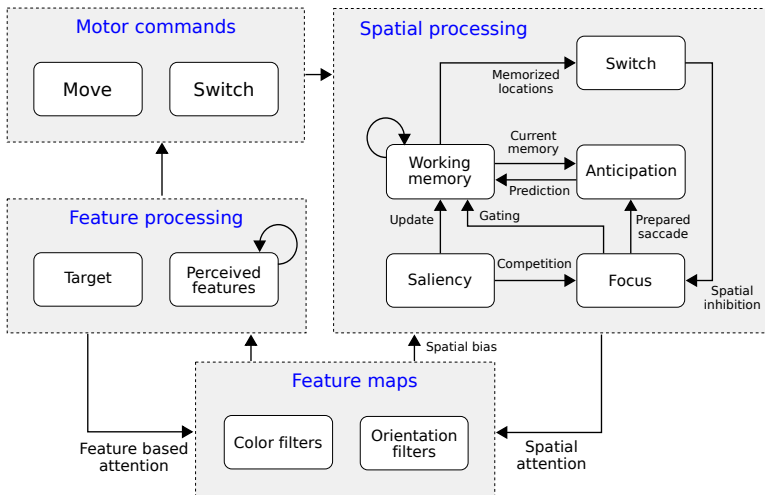 Motor commands
Move
Switch
Spatial processing
Switch
Memorized
locations
Current
memory
Working
memory
Anticipation
Prediction
Update
Gating
Prepared
saccade
Saliency
Competition
Focus
Spatial
inhibition
Feature processing
Target
Perceived
features
Spatial bias
Feature maps
Color filters
Orientation
filters
Feature based
attention
Spatial
attention